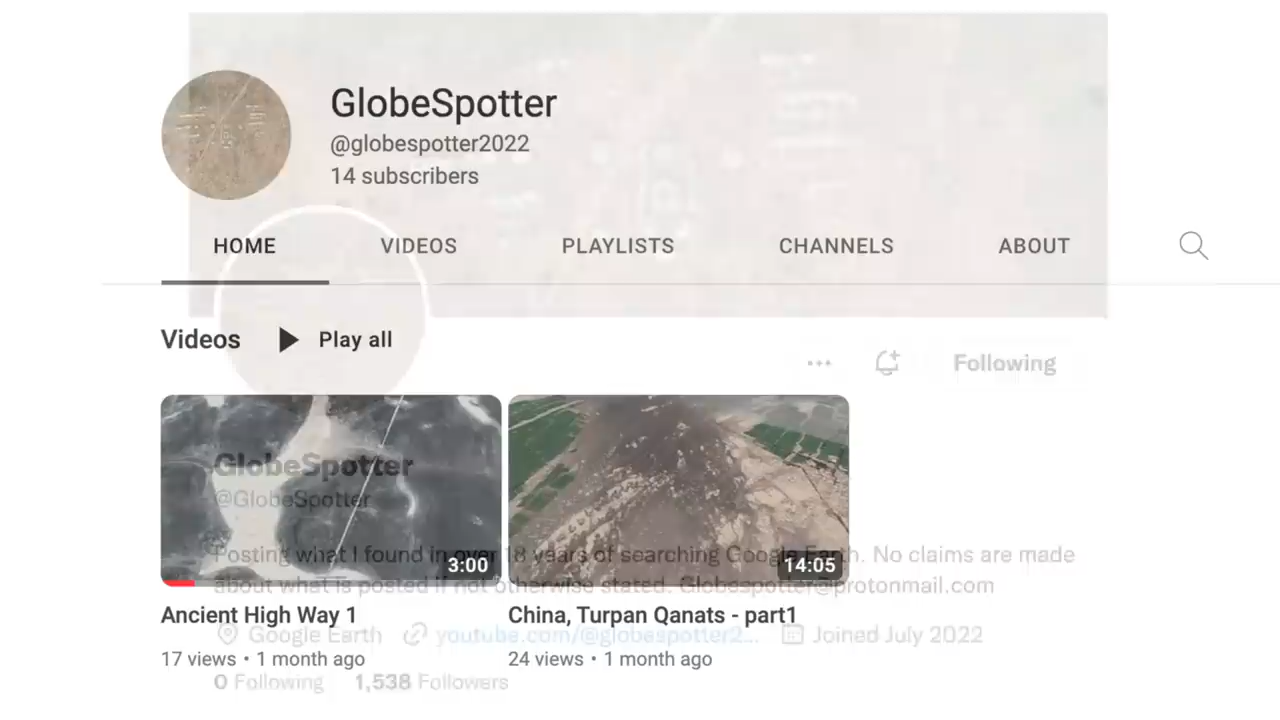 GlobeSpotter
@globespotter2022
14 subscribers
HOME VIDEOS PLAYLISTS CHANNELS ABOUT
Videos Play all
Following
3:00 14:05
Ancient High Way 1 China, Turpan Qanats - part1
17 views • 1 month ago 24 views • 1 month ago
GlobeSpotter
@GlobeSpotter
Posting what I found in over 18 years of searching Google Earth. No claims are made
about what is posted if not otherwise stated. Globespotter@protonmail.com
Google Earth youtube.com/@globespotter2... Joined July 2022
0 Following 1,538 Followers